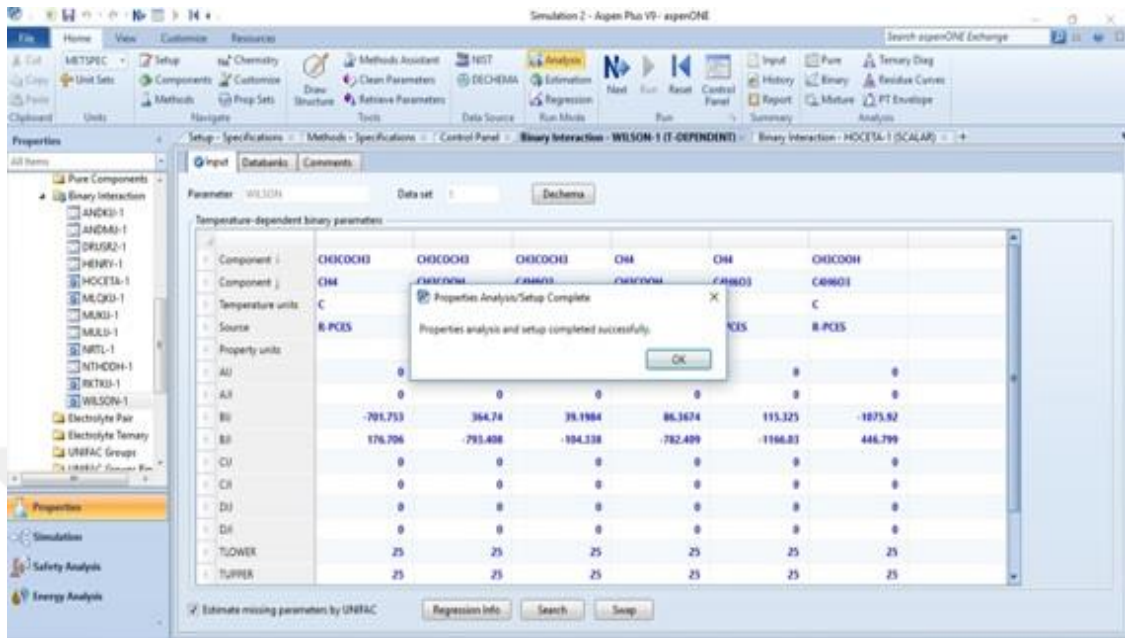 Simulation 2 - Aspen Plus V9 - aspenONE
File Home View Customize Resources Search aspenONE Exchange
Cut METSPEC Setup Chemistry Methods Assistant NIST Analysis Input Pure Ternary Diag
Copy Unit Sets Components Customize Clean Parameters DECHEMA Estimation History Binary Residue Curves
Paste Methods Prop Sets Draw Structure Retrieve Parameters Regression Next Run Reset Control Panel Report Mixture PT Envelope
Clipboard Units Navigate Tools Data Source Run Mode Run Summary Analysis
Properties Setup - Specifications Methods - Specifications Control Panel Binary Interaction - WILSON-1 (T-DEPENDENT) Binary Interaction - HOCETA-1 (SCALAR) +
All Items Input Databanks Comments
Pure Components
Binary Interaction
ANDKIJ-1
ANDMIJ-1
DRUSR2-1
HENRY-1
HOCETA-1
MLQKIJ-1
MUKIJ-1
MULIJ-1
NRTL-1
NTHDDH-1
RKTKIJ-1
WILSON-1
Electrolyte Pair
Electrolyte Ternary
UNIFAC Groups
Properties
Simulation
Safety Analysis
Energy Analysis
Parameter WILSON Data set 1 Dechema
Temperature-dependent binary parameters
Component i CH3COCH3 CH3COCH3 CH3COCH3 CH4 CH4 CH3COOH
Component j CH4 CH3COOH C4H6O3 CH3COOH C4H6O3 C4H6O3
Temperature units C C
Source R-PCES R-PCES
Property units
AIJ 0 0 0
AJI 0 0 0 0 0 0
BIJ -701.753 364.74 39.1984 86.3674 115.325 -1075.92
BJI 176.706 -793.408 -104.338 -782.409 -1166.83 446.799
CIJ 0 0 0 0 0 0
CJI 0 0 0 0 0 0
DIJ 0 0 0 0 0 0
DJI 0 0 0 0 0 0
TLOWER 25 25 25 25 25 25
TUPPER 25 25 25 25 25 25
Properties Analysis/Setup Complete
Properties analysis and setup completed successfully.
OK
Estimate missing parameters by UNIFAC Regression Info Search Swap